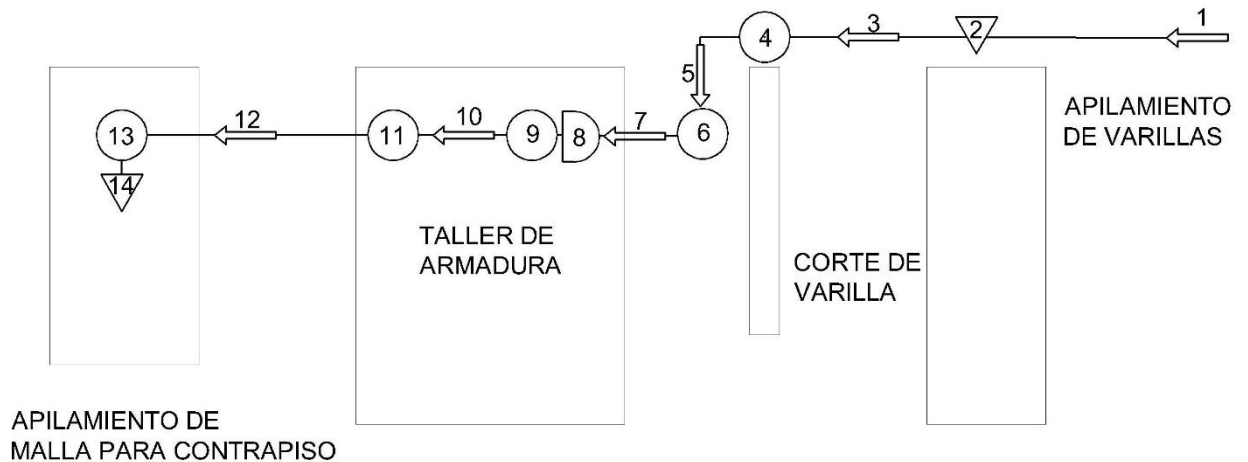 1
2
3
4
5
6
7
8
9
10
11
12
13
14
APILAMIENTO
DE VARILLAS
CORTE DE
VARILLA
TALLER DE
ARMADURA
APILAMIENTO DE
MALLA PARA CONTRAPISO